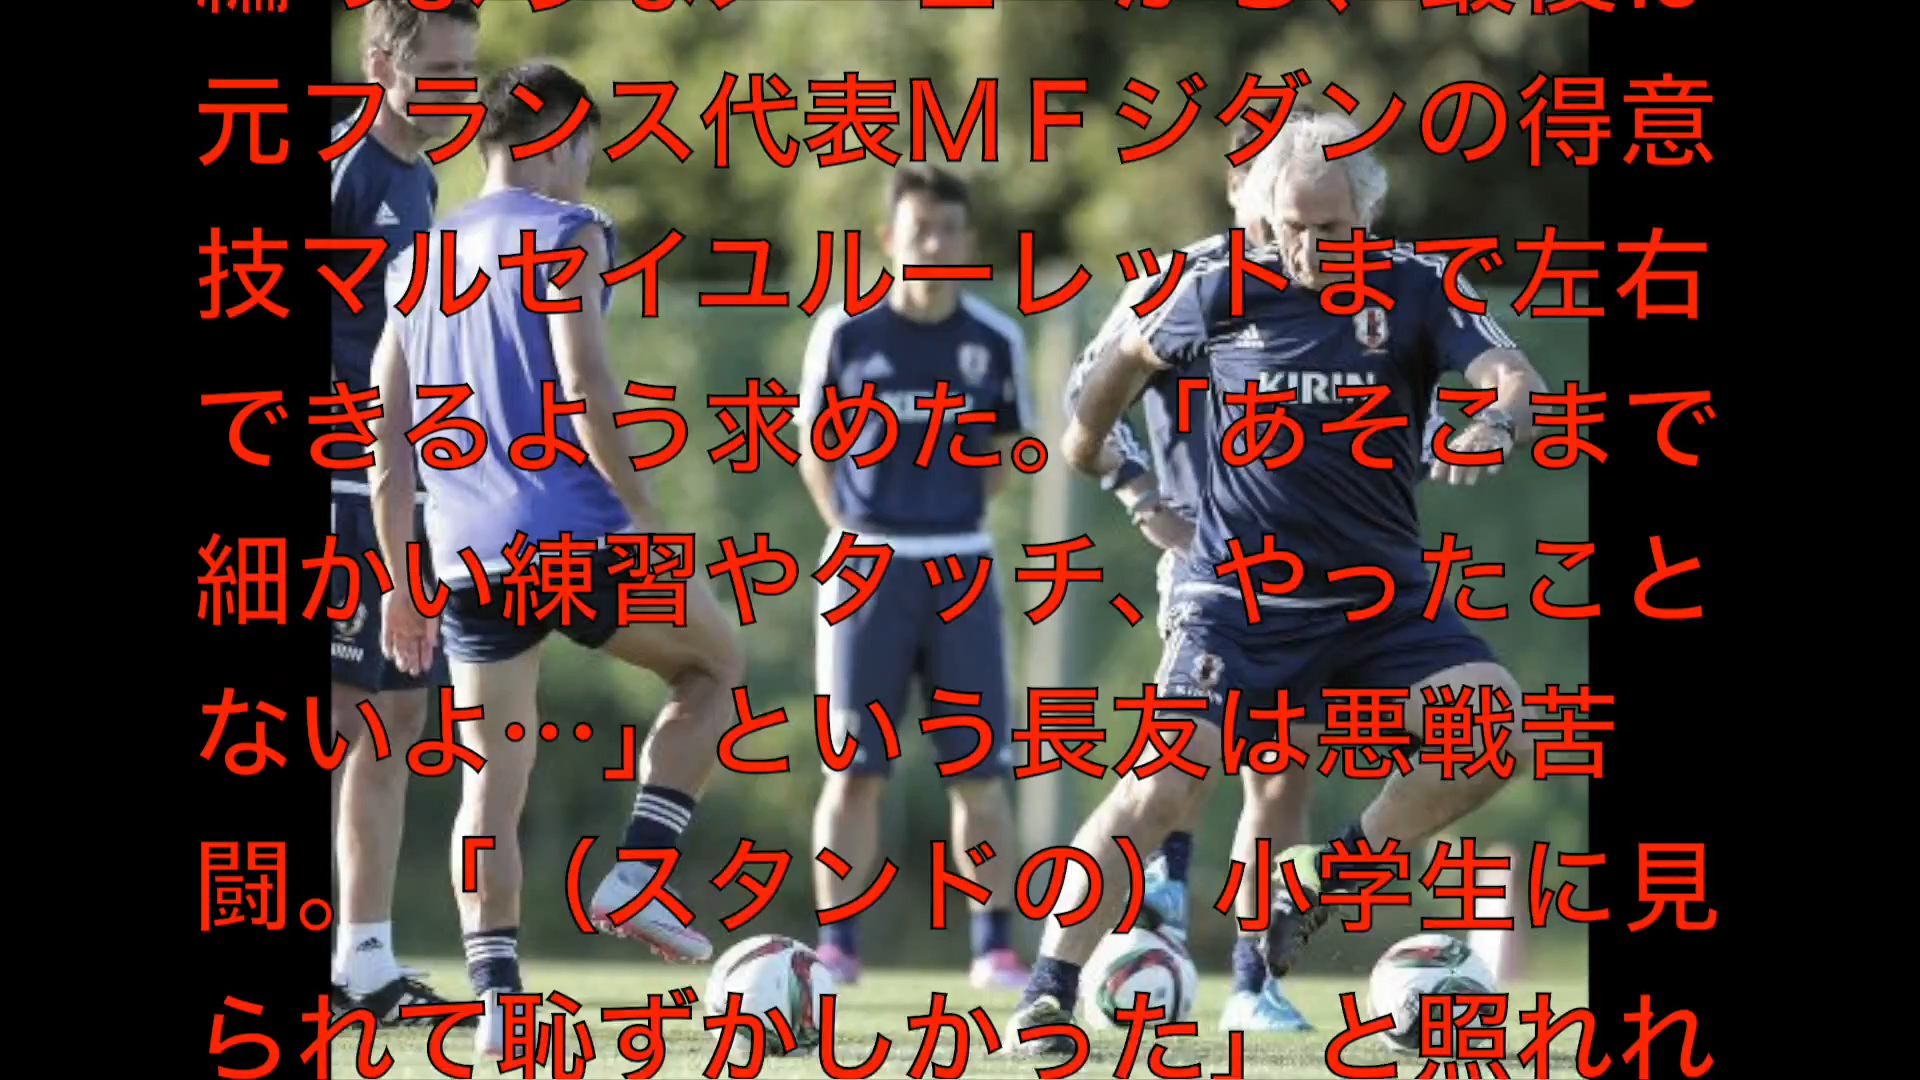 元フランス代表ＭＦジダンの得意
技マルセイユルーレットまで左右
できるよう求めた。「あそこまで
細かい練習やタッチ、やったこと
ないよ…」という長友は悪戦苦
闘。「（スタンドの）小学生に見
られて恥ずかしかった」と照れれ
KIRIN